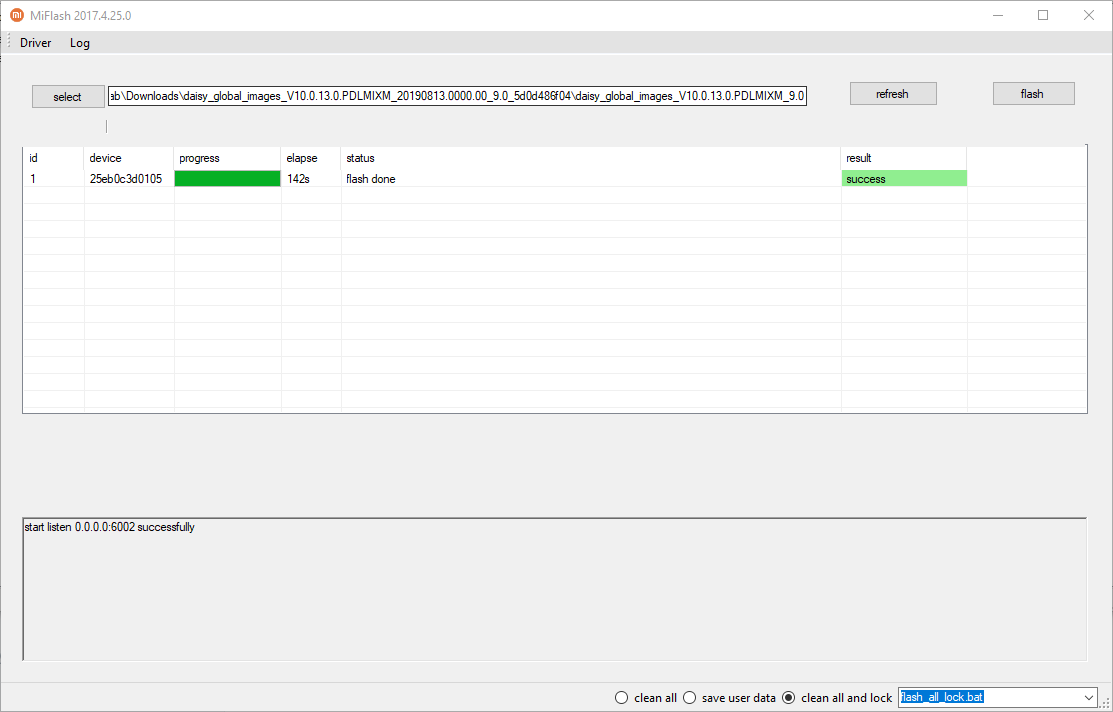 MiFlash 2017.4.25.0
Driver Log
select ab\Downloads\daisy_global_images_V10.0.13.0.PDLMIXM_20190813.0000.00_9.0_5d0d486f04\daisy_global_images_V10.0.13.0.PDLMIXM_9.0 refresh flash
id device progress elapse status result
1 25eb0c3d0105 142s flash done success
start listen 0.0.0.0:6002 successfully
clean all save user data clean all and lock flash_all_lock.bat